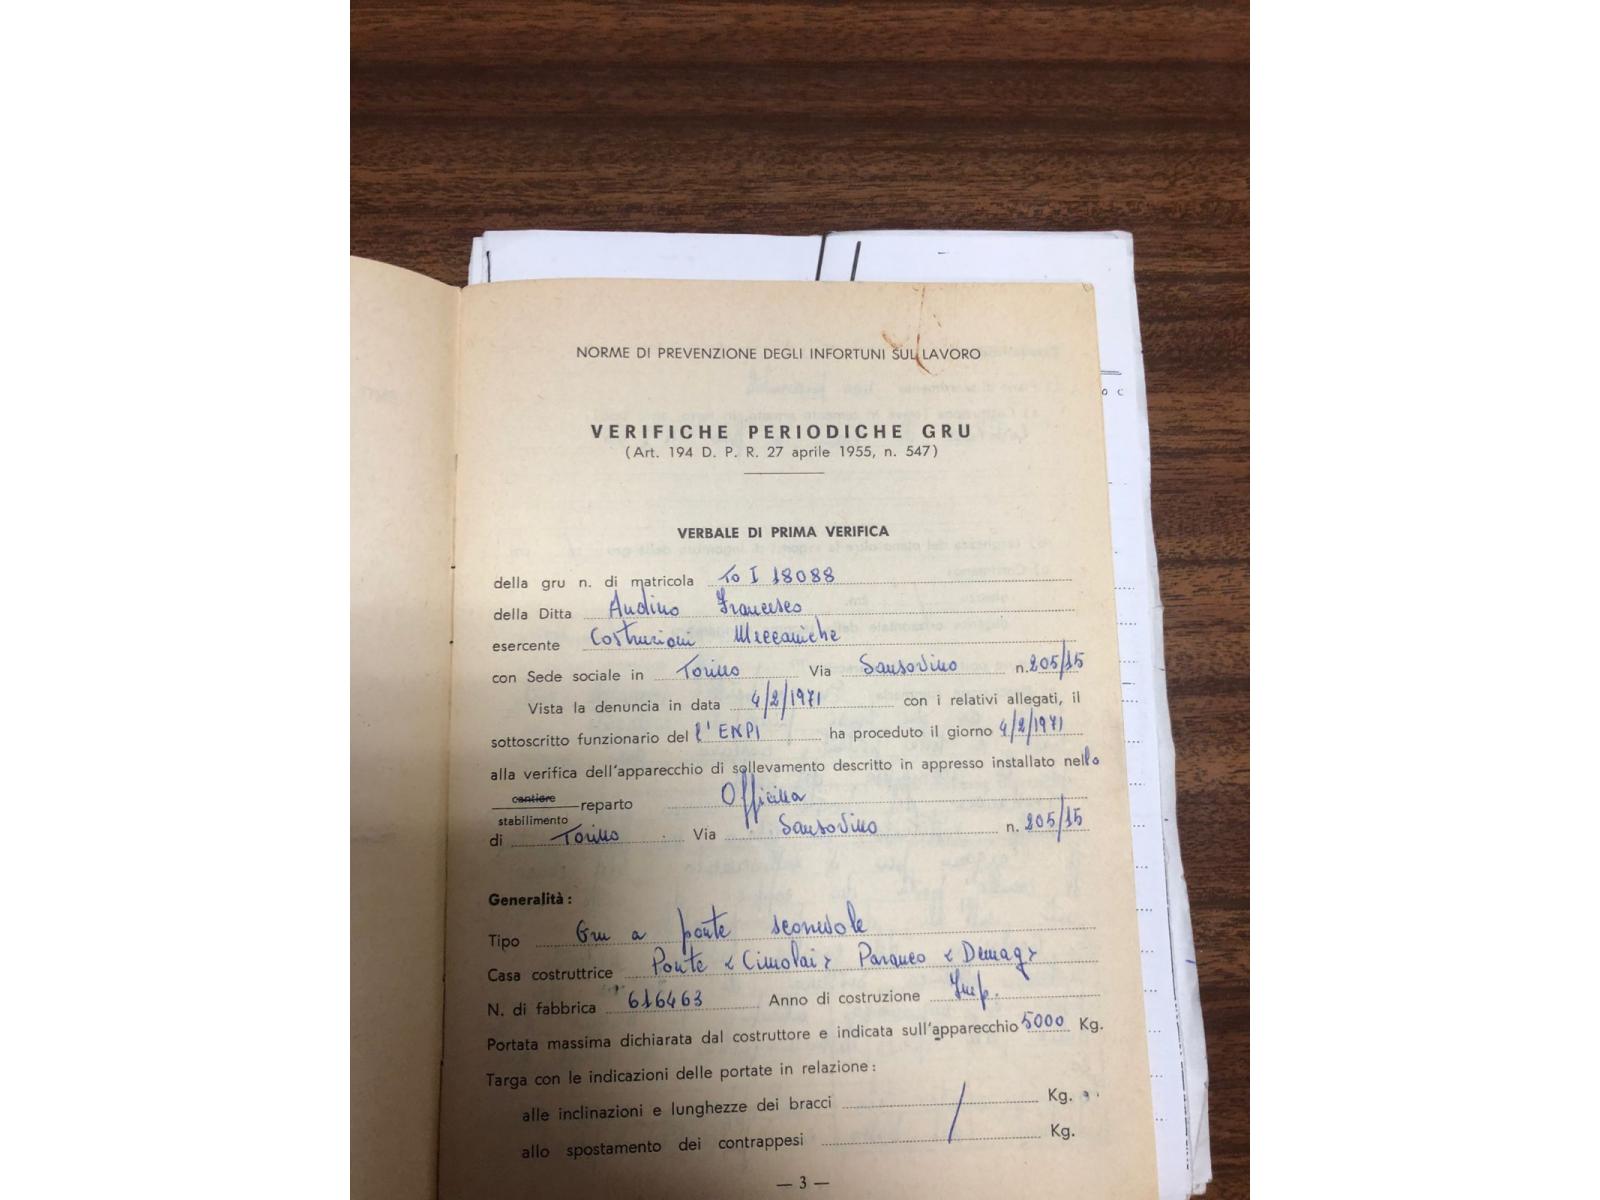 NORME DI PREVENZIONE DEGLI INFORTUNI SUL LAVORO
VERIFICHE PERIODICHE GRU
(Art. 194 D. P. R. 27 aprile 1955, n. 547)
VERBALE DI PRIMA VERIFICA
della gru n. di matricola To I 18088
della Ditta Audino Francesco
esercente Costruzioni Meccaniche
con Sede sociale in Torino Via Sansovino n. 205/15
Vista la denuncia in data 4/2/1971 con i relativi allegati, il
sottoscritto funzionario del l'ENPI ha proceduto il giorno 4/2/1971
alla verifica dell'apparecchio di sollevamento descritto in appresso installato nello
cantiere
reparto Officina
stabilimento
di Torino Via Sansovino n. 205/15
Generalità :
Tipo Gru a ponte scorrevole
Casa costruttrice Ponte < Cimolai > Paranco < Demag >
N. di fabbrica 616463 Anno di costruzione Imp.
Portata massima dichiarata dal costruttore e indicata sull'apparecchio 5000 Kg.
Targa con le indicazioni delle portate in relazione :
alle inclinazioni e lunghezze dei bracci / Kg.
allo spostamento dei contrappesi Kg.
— 3 —